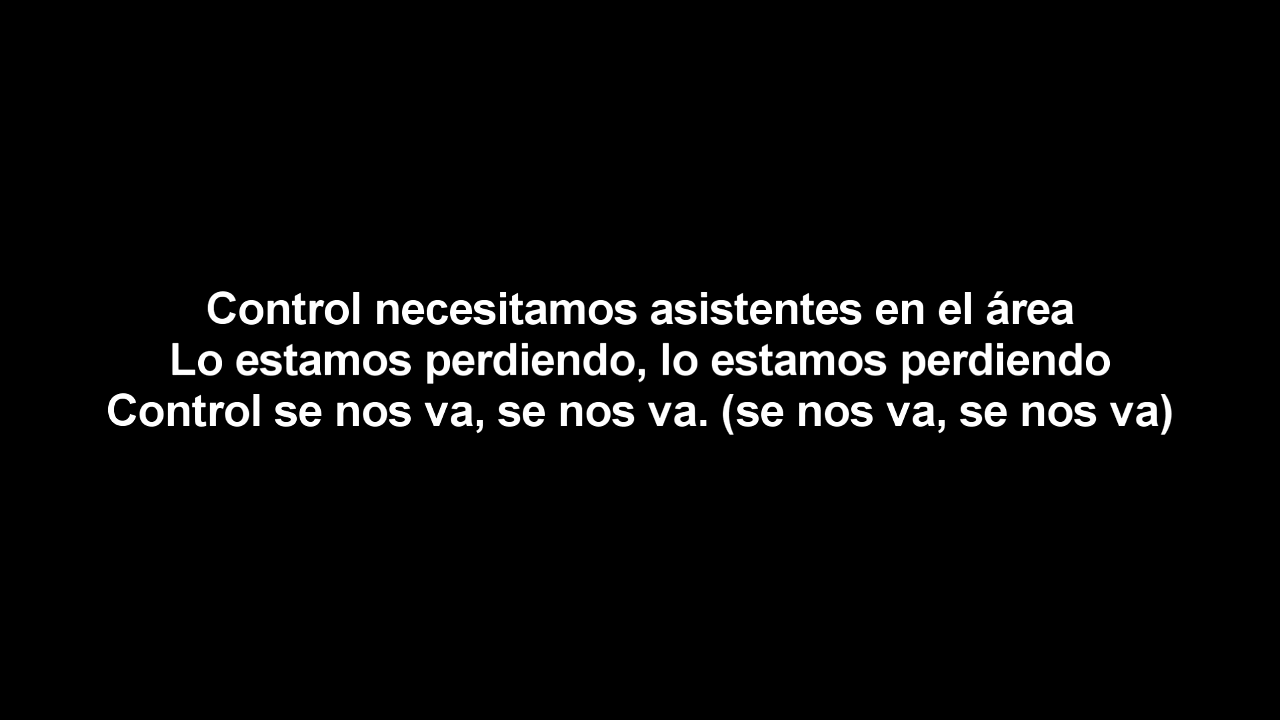 Control necesitamos asistentes en el área
Lo estamos perdiendo, lo estamos perdiendo
Control se nos va, se nos va. (se nos va, se nos va)